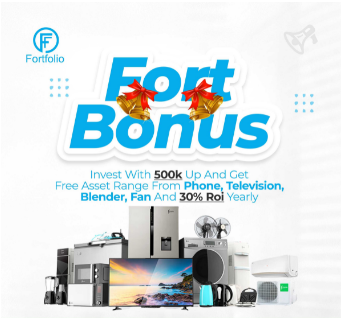 Fortfolio
Fort
Bonus
Invest With 500k Up And Get
Free Asset Range From Phone, Television,
Blender, Fan And 30% Roi Yearly